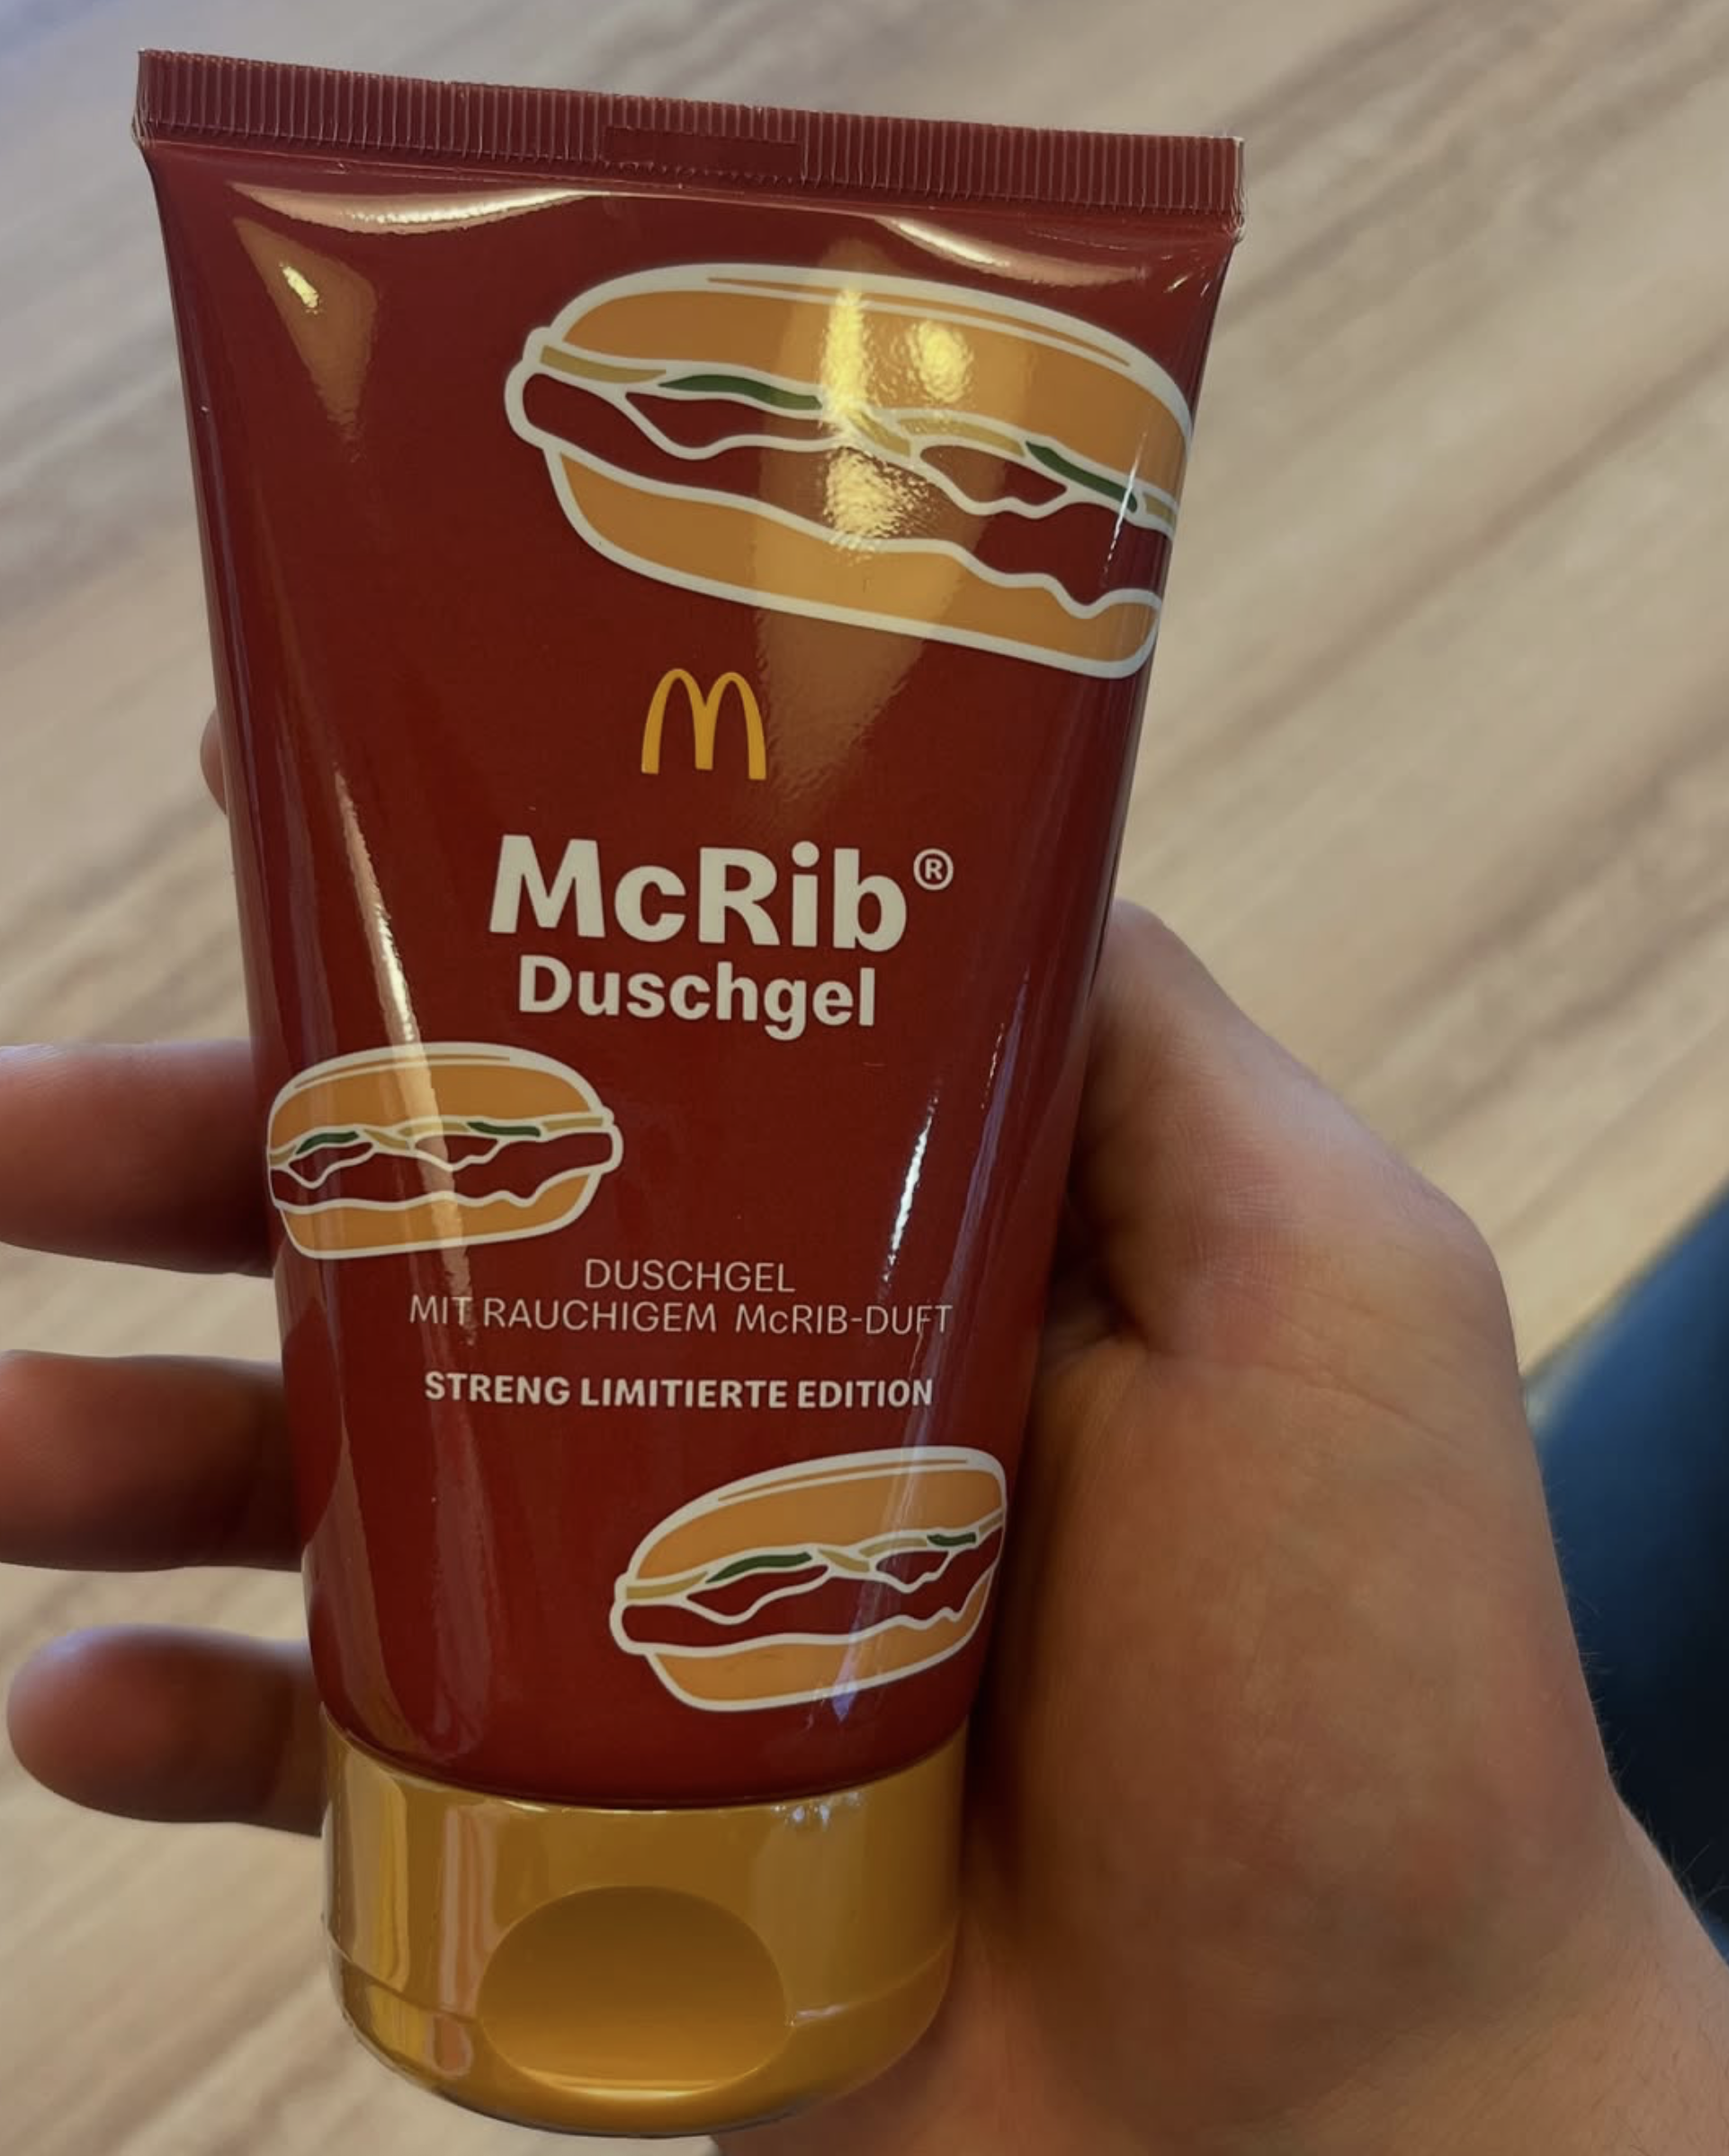 McRib®
Duschgel
DUSCHGEL
MIT RAUCHIGEM McRIB-DUFT
STRENG LIMITIERTE EDITION